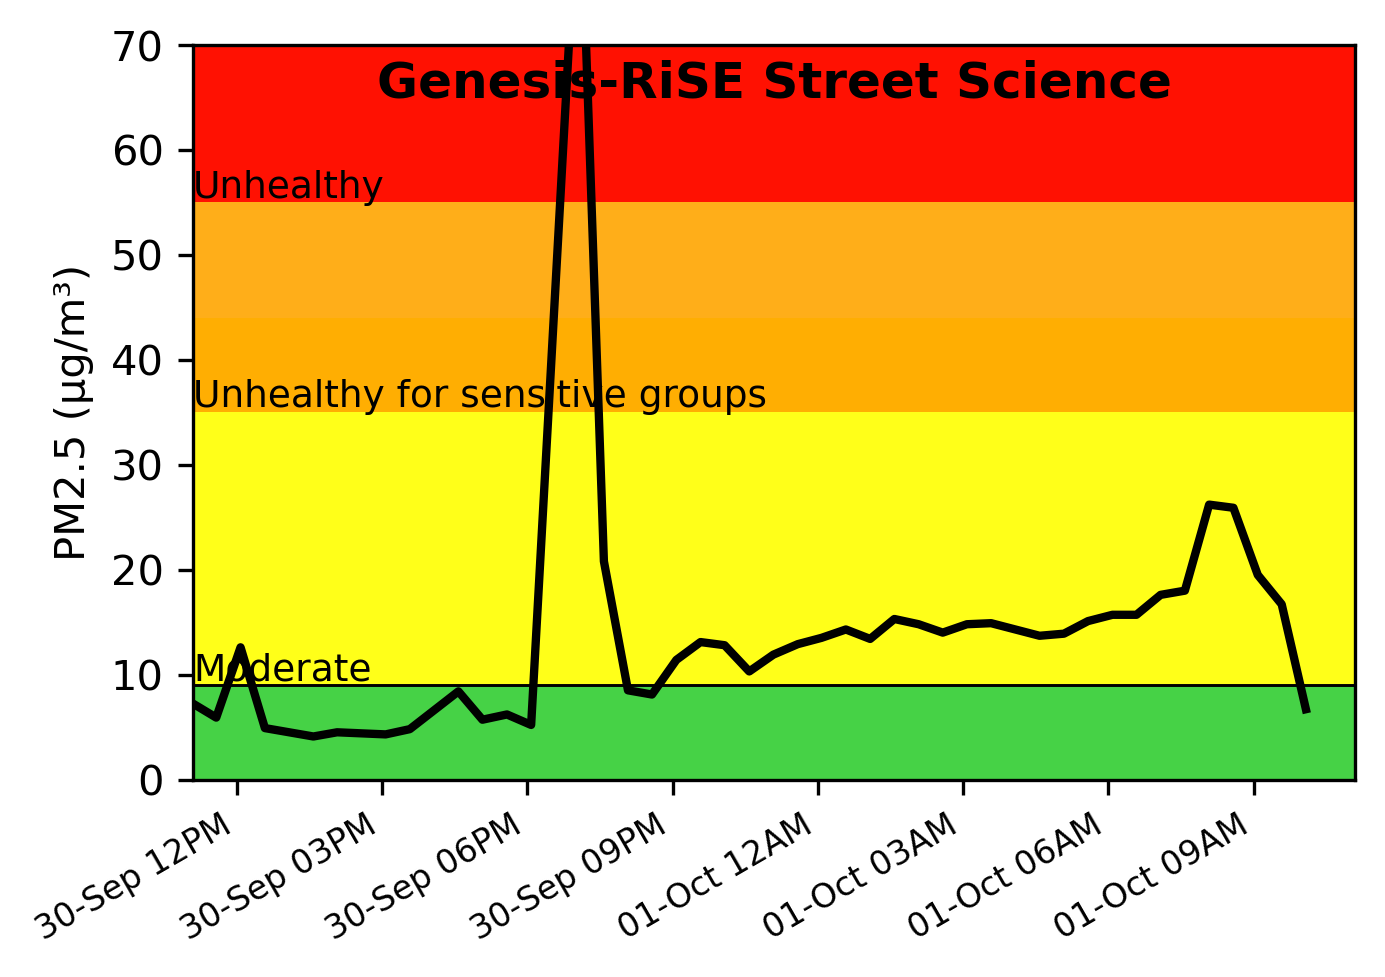 Genesis-RiSE Street Science
PM2.5 (µg/m³)
70
60
Unhealthy
50
40
Unhealthy for sensitive groups
30
20
Moderate
10
0
30-Sep 12PM
30-Sep 03PM
30-Sep 06PM
30-Sep 09PM
01-Oct 12AM
01-Oct 03AM
01-Oct 06AM
01-Oct 09AM